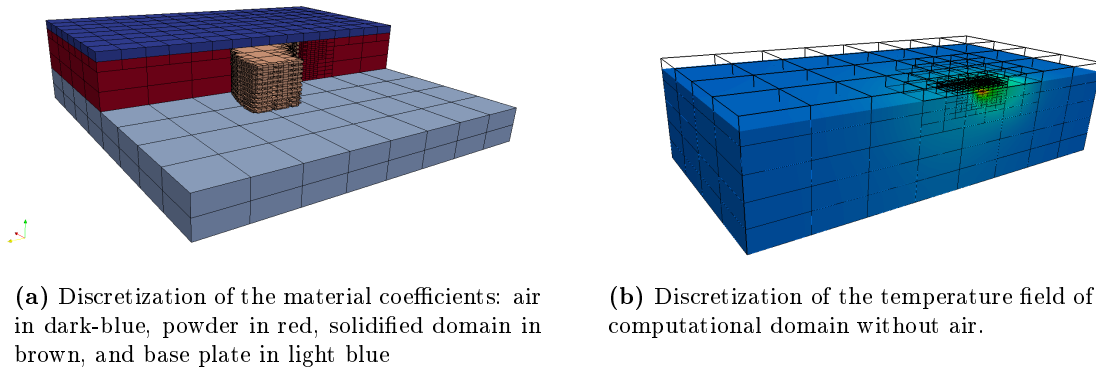 (a) Discretization of the material coefficients: air
in dark-blue, powder in red, solidified domain in
brown, and base plate in light blue
(b) Discretization of the temperature field of
computational domain without air.